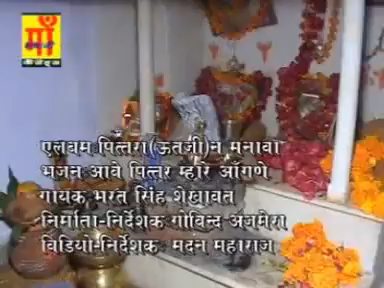 माँ
एलबम पित्तरा(ऊतजी)न मनावा
भजन आवे पित्तर म्हारे आंगणे
गायक भरत सिंह शेखावत
निर्माता-निर्देशक गोविन्द अजमेरा
विडियो-निर्देशक मदन महाराज